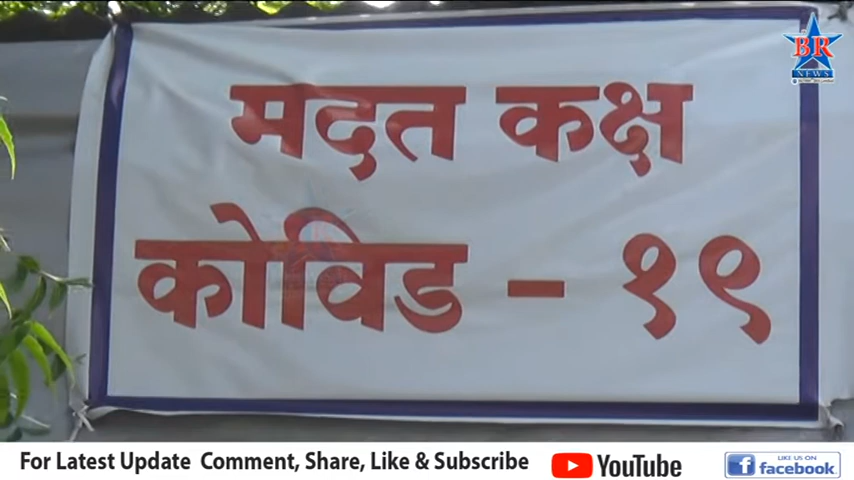 BR
NEWS
मदत कक्ष
कोविड - १९
For Latest Update Comment, Share, Like & Subscribe
YouTube
LIKE US ON
facebook